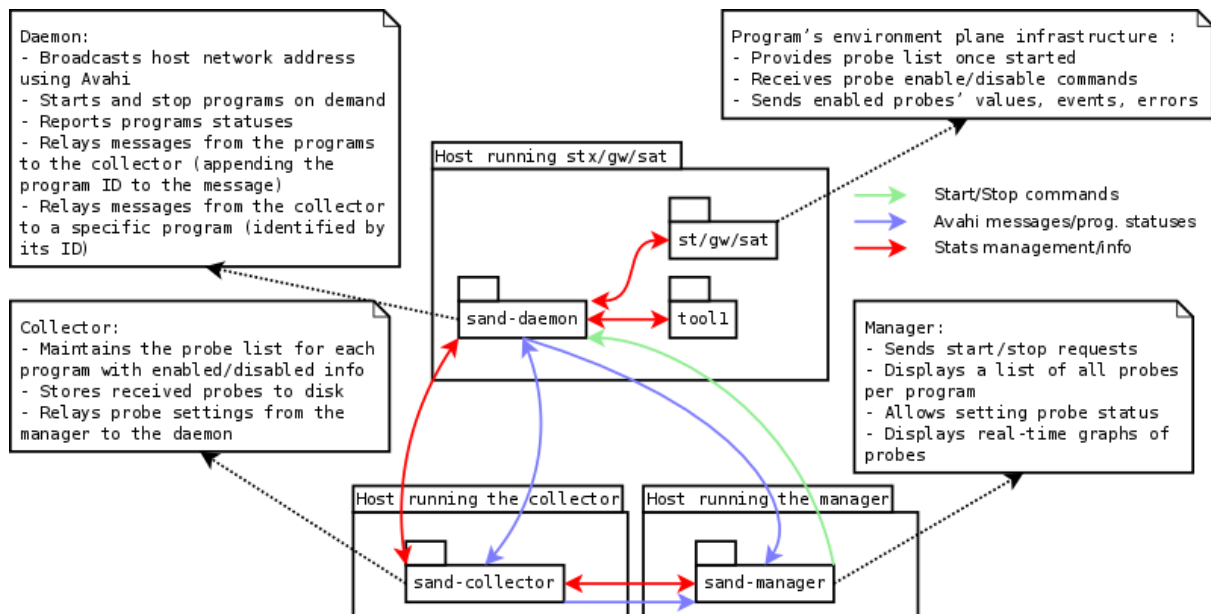 Daemon:
- Broadcasts host network address
using Avahi
- Starts and stop programs on demand
- Reports programs statuses
- Relays messages from the programs
to the collector (appending the
program ID to the message)
- Relays messages from the collector
to a specific program (identified by
its ID)
Program's environment plane infrastructure :
- Provides probe list once started
- Receives probe enable/disable commands
- Sends enabled probes' values, events, errors
Host running stx/gw/sat
st/gw/sat
sand-daemon
tool1
Start/Stop commands
Avahi messages/prog. statuses
Stats management/info
Collector:
- Maintains the probe list for each
program with enabled/disabled info
- Stores received probes to disk
- Relays probe settings from the
manager to the daemon
Manager:
- Sends start/stop requests
- Displays a list of all probes
per program
- Allows setting probe status
- Displays real-time graphs of
probes
Host running the collector
sand-collector
Host running the manager
sand-manager